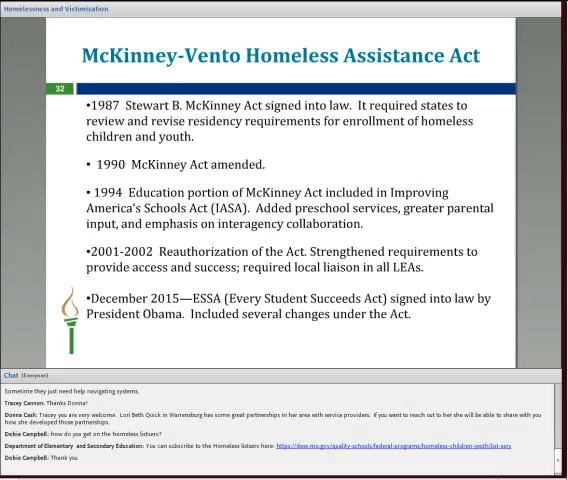 Homelessness and Victimization
McKinney-Vento Homeless Assistance Act
32
•1987 Stewart B. McKinney Act signed into law. It required states to
review and revise residency requirements for enrollment of homeless
children and youth.
• 1990 McKinney Act amended.
• 1994 Education portion of McKinney Act included in Improving
America's Schools Act (IASA). Added preschool services, greater parental
input, and emphasis on interagency collaboration.
•2001-2002 Reauthorization of the Act. Strengthened requirements to
provide access and success; required local liaison in all LEAs.
•December 2015—ESSA (Every Student Succeeds Act) signed into law by
President Obama. Included several changes under the Act.
Chat (Everyone)
Sometime they just need help navigating systems.
Tracey Cannon: Thanks Donna!
Donna Cash: Tracey you are very welcome. Lori Beth Quick in Warrensburg has some great partnerships in her area with service providers. If you want to reach out to her she will be able to share with you
how she developed those partnerships.
Debie Campbell: how do you get on the homeless listserv?
Department of Elementary and Secondary Education: You can subscribe to the Homeless listserv here: https://dese.mo.gov/quality-schools/federal-programs/homeless-children-youth/list-serv
Debie Campbell: Thank you